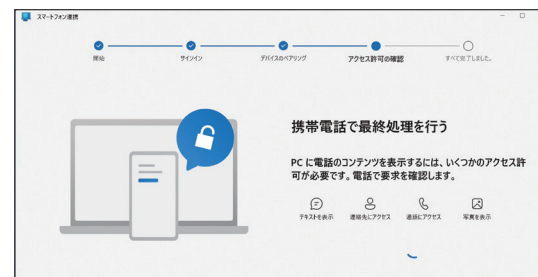 スマートフォン連携
開始
サインイン
デバイスのペアリング
アクセス許可の確認
すべて完了しました。
携帯電話で最終処理を行う
PC に電話のコンテンツを表示するには、いくつかのアクセス許
可が必要です。電話で要求を確認します。
テキストを表示
連絡先にアクセス
通話にアクセス
写真を表示